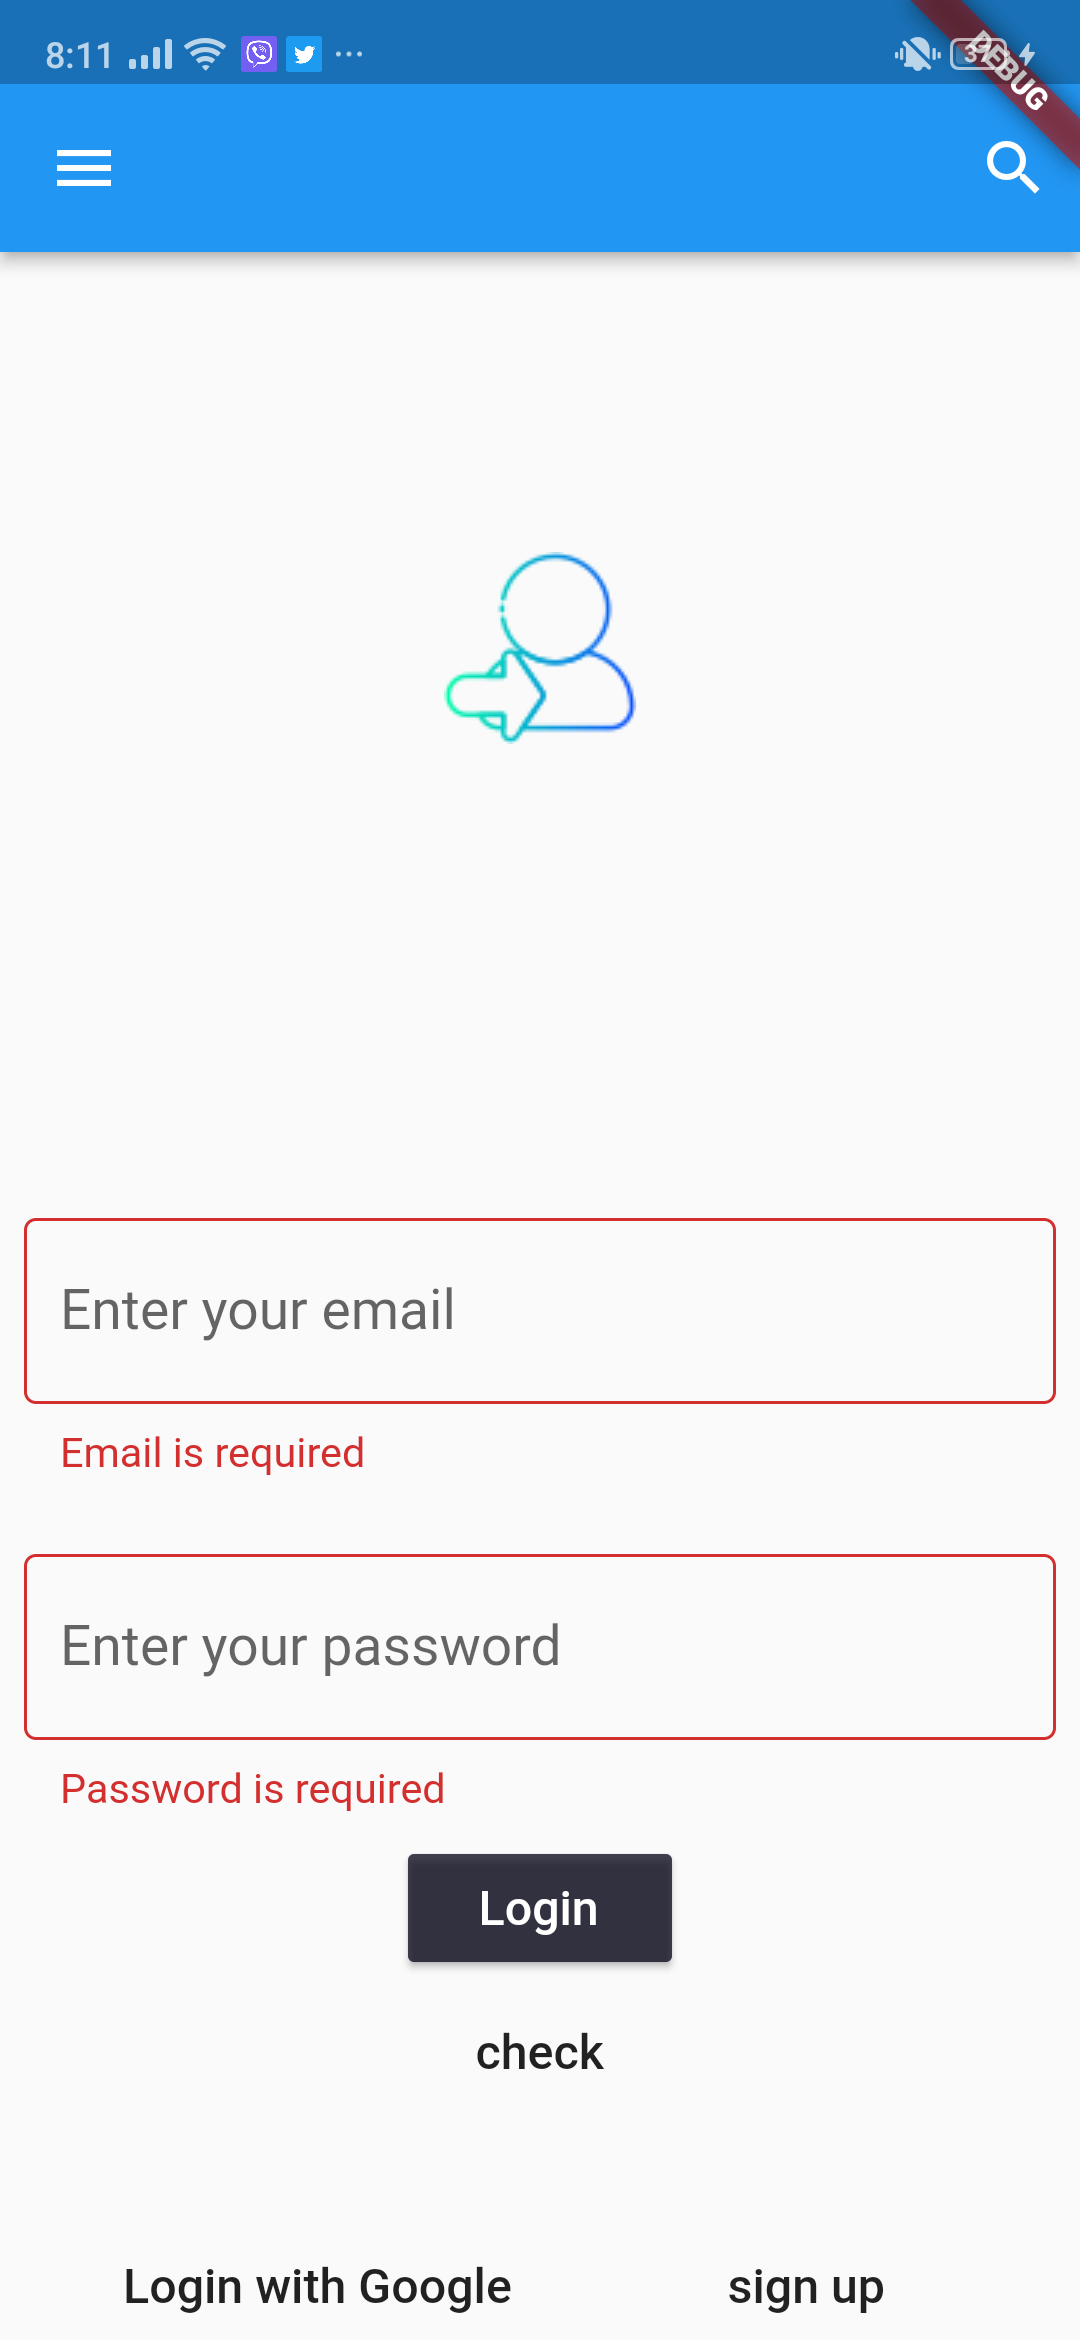 8:11
37
DEBUG
Enter your email
Email is required
Enter your password
Password is required
Login
check
Login with Google
sign up